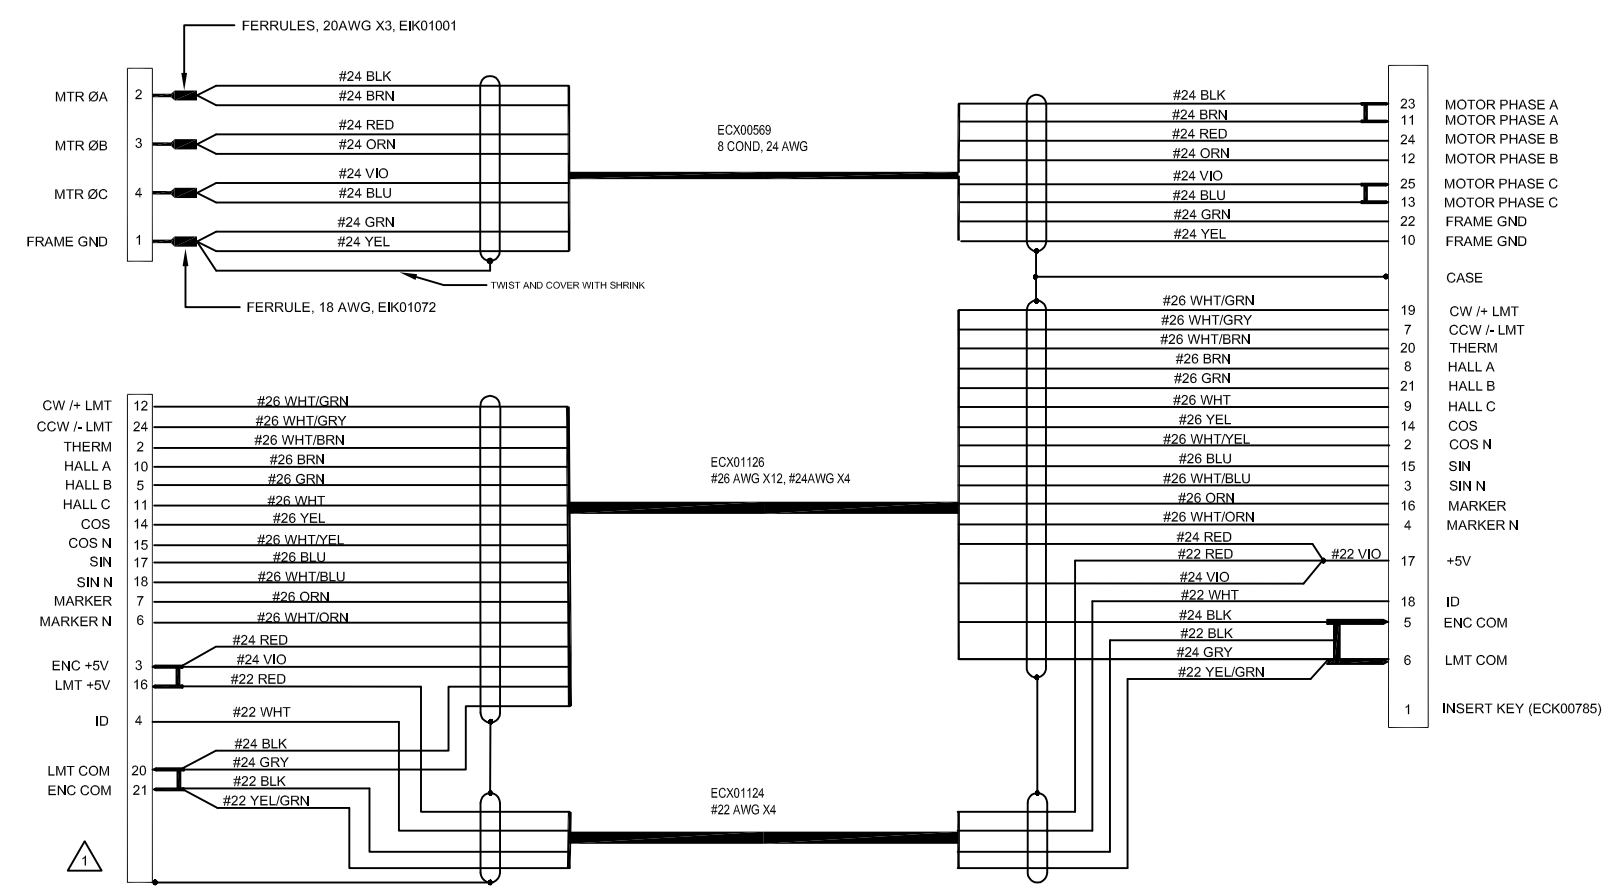 FERRULES, 20AWG X3, EIK01001
MTR ØA 2 #24 BLK
#24 BRN
MTR ØB 3 #24 RED
#24 ORN
MTR ØC 4 #24 VIO
#24 BLU
FRAME GND 1 #24 GRN
#24 YEL
TWIST AND COVER WITH SHRINK
FERRULE, 18 AWG, EIK01072
ECX00569
8 COND, 24 AWG
#24 BLK 23 MOTOR PHASE A
#24 BRN 11 MOTOR PHASE A
#24 RED 24 MOTOR PHASE B
#24 ORN 12 MOTOR PHASE B
#24 VIO 25 MOTOR PHASE C
#24 BLU 13 MOTOR PHASE C
#24 GRN 22 FRAME GND
#24 YEL 10 FRAME GND
CASE
CW /+ LMT 12 #26 WHT/GRN
CCW /- LMT 24 #26 WHT/GRY
THERM 2 #26 WHT/BRN
HALL A 10 #26 BRN
HALL B 5 #26 GRN
HALL C 11 #26 WHT
COS 14 #26 YEL
COS N 15 #26 WHT/YEL
SIN 17 #26 BLU
SIN N 18 #26 WHT/BLU
MARKER 7 #26 ORN
MARKER N 6 #26 WHT/ORN
#24 RED
ENC +5V 3 #24 VIO
LMT +5V 16 #22 RED
ID 4 #22 WHT
#24 BLK
LMT COM 20 #24 GRY
ENC COM 21 #22 BLK
#22 YEL/GRN
1
ECX01126
#26 AWG X12, #24AWG X4
ECX01124
#22 AWG X4
#26 WHT/GRN 19 CW /+ LMT
#26 WHT/GRY 7 CCW /- LMT
#26 WHT/BRN 20 THERM
#26 BRN 8 HALL A
#26 GRN 21 HALL B
#26 WHT 9 HALL C
#26 YEL 14 COS
#26 WHT/YEL 2 COS N
#26 BLU 15 SIN
#26 WHT/BLU 3 SIN N
#26 ORN 16 MARKER
#26 WHT/ORN 4 MARKER N
#24 RED
#22 RED #22 VIO 17 +5V
#24 VIO
#22 WHT 18 ID
#24 BLK 5 ENC COM
#22 BLK
#24 GRY 6 LMT COM
#22 YEL/GRN
1 INSERT KEY (ECK00785)